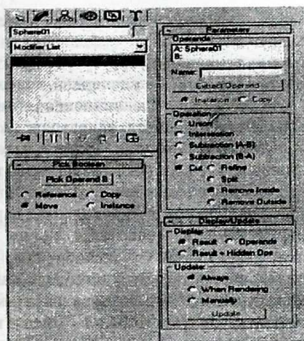 Sphere01
Modifier List
Pick Boolean
Pick Operand B
Reference Copy
Move Instance
Parameters
Operands
A: Sphere01
B:
Name:
Extract Operand
Instance Copy
Operation
Union
Intersection
Subtraction (A-B)
Subtraction (B-A)
Cut Refine
Split
Remove Inside
Remove Outside
Display/Update
Display:
Result Operands
Result + Hidden Ops
Update:
Always
When Rendering
Manually
Update